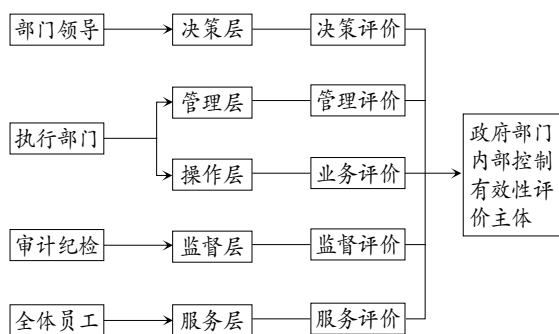 部门领导
决策层
决策评价
管理层
管理评价
执行部门
操作层
业务评价
政府部门
内部控制
有效性评
价主体
审计纪检
监督层
监督评价
全体员工
服务层
服务评价